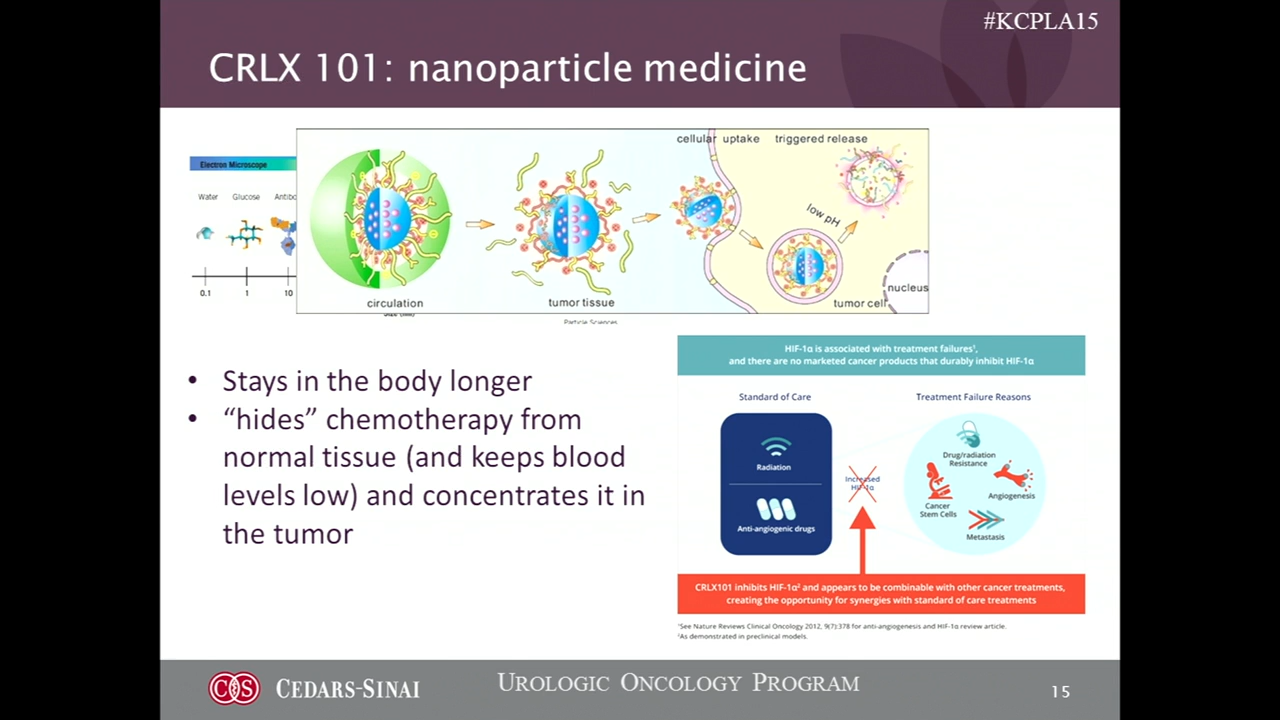 #KCPLA15
CRLX 101: nanoparticle medicine
Electron Microscope
Water Glucose
0.1 1 10
cellular uptake triggered release
low pH
nucleus
circulation
tumor tissue
tumor cell
Size (nm)
Particle Sciences
• Stays in the body longer
• “hides” chemotherapy from
normal tissue (and keeps blood
levels low) and concentrates it in
the tumor
HIF-1α is associated with treatment failures¹,
and there are no marketed cancer products that durably inhibit HIF-1α
Standard of Care
Treatment Failure Reasons
Radiation
Anti-angiogenic drugs
Increased
HIF-1α
Drug/radiation
Resistance
Angiogenesis
Cancer
Stem Cells
Metastasis
CRLX101 inhibits HIF-1α² and appears to be combinable with other cancer treatments,
creating the opportunity for synergies with standard of care treatments
¹See Nature Reviews Clinical Oncology 2012, 9(7):378 for anti-angiogenesis and HIF-1α review article.
²As demonstrated in preclinical models.
CEDARS-SINAI
UROLOGIC ONCOLOGY PROGRAM
15